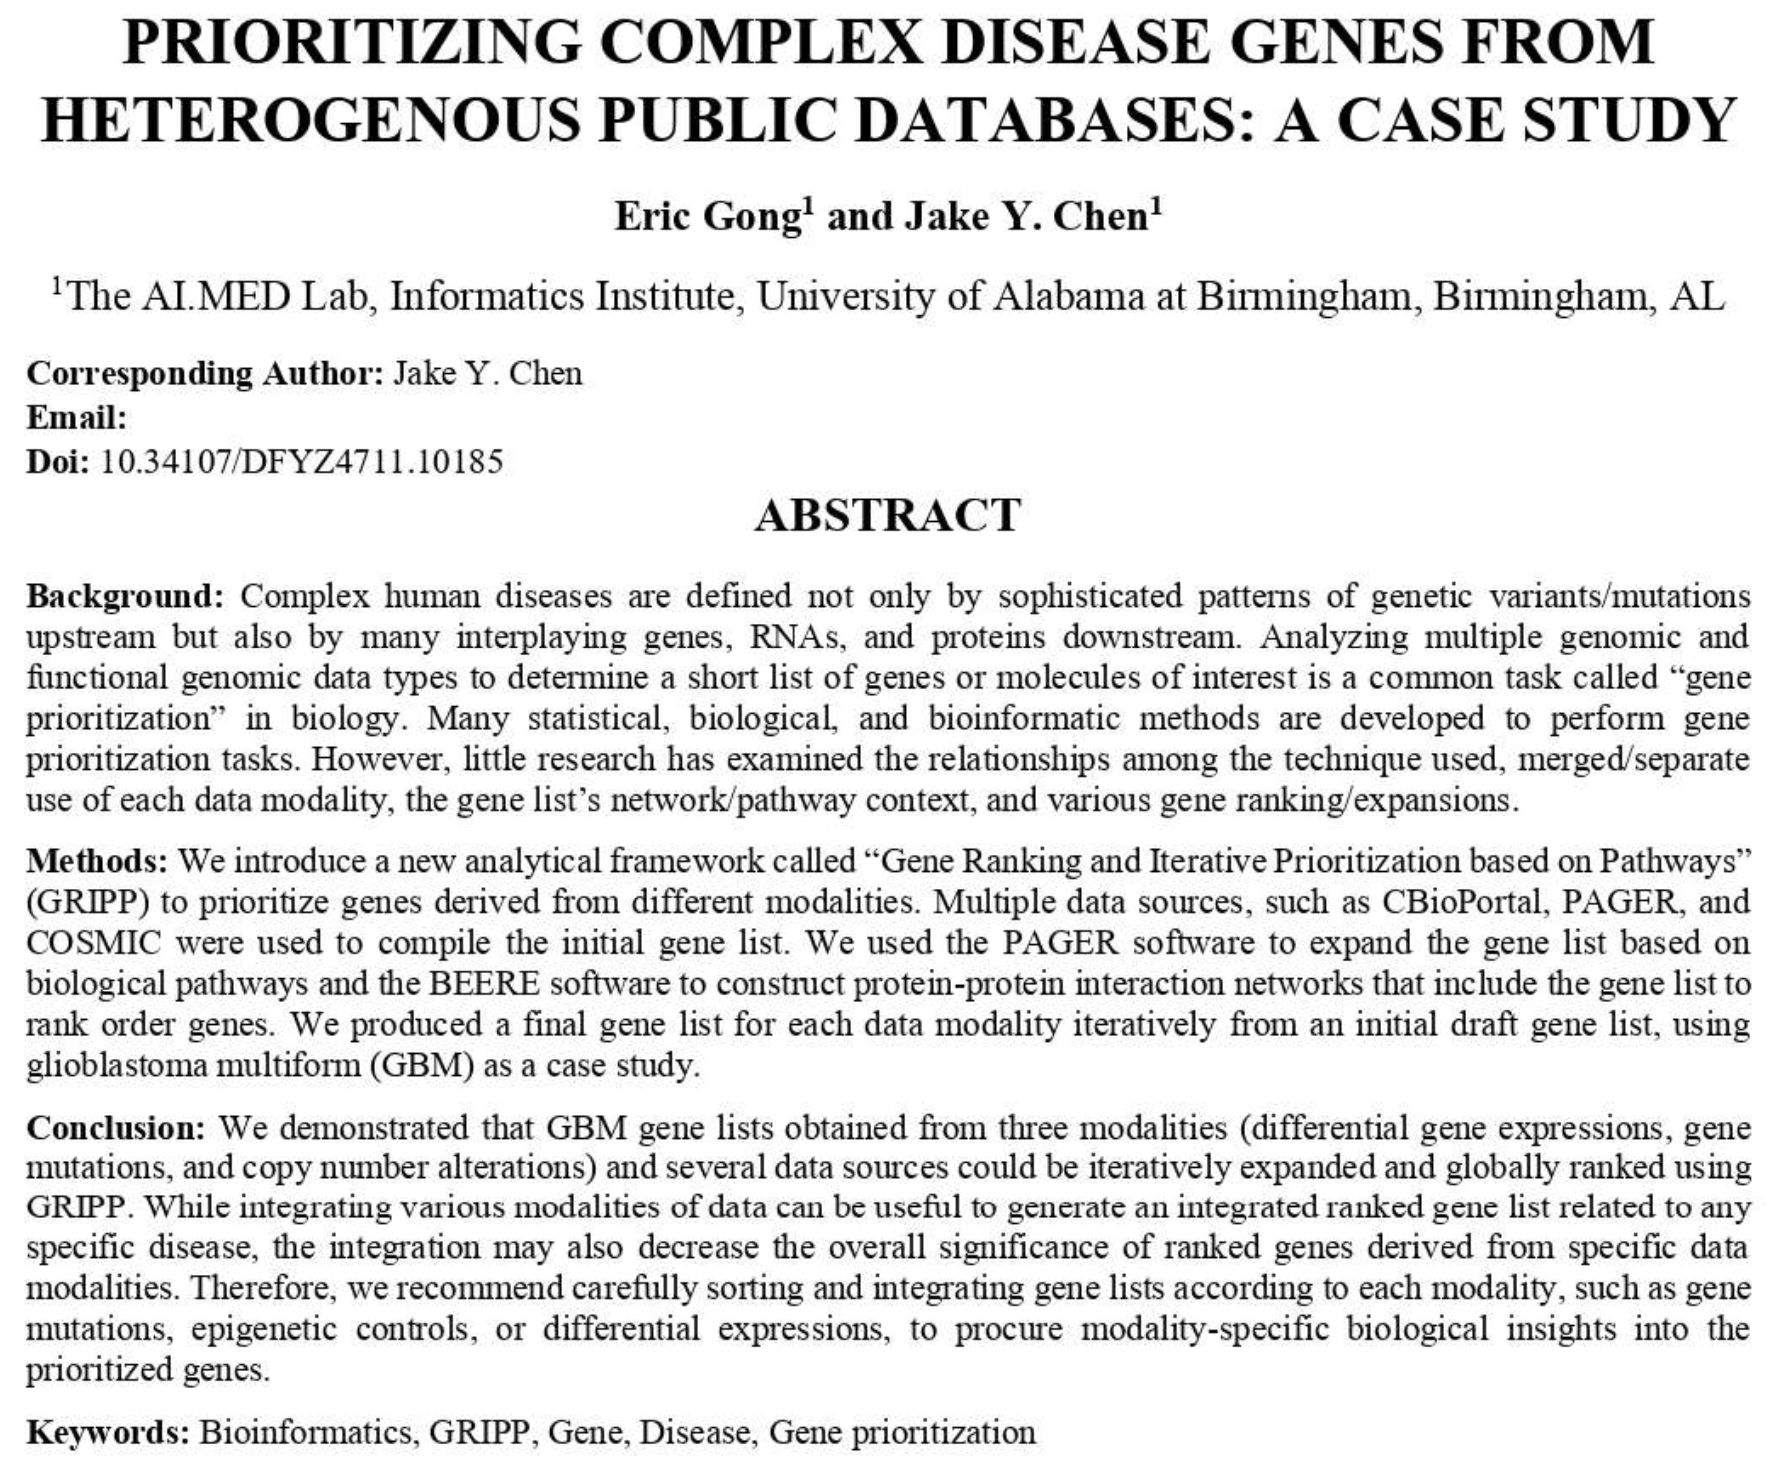 PRIORITIZING COMPLEX DISEASE GENES FROM
HETEROGENOUS PUBLIC DATABASES: A CASE STUDY
Eric Gong¹ and Jake Y. Chen¹
¹The AI.MED Lab, Informatics Institute, University of Alabama at Birmingham, Birmingham, AL
Corresponding Author: Jake Y. Chen
Email:
Doi: 10.34107/DFYZ4711.10185
ABSTRACT
Background: Complex human diseases are defined not only by sophisticated patterns of genetic variants/mutations
upstream but also by many interplaying genes, RNAs, and proteins downstream. Analyzing multiple genomic and
functional genomic data types to determine a short list of genes or molecules of interest is a common task called “gene
prioritization” in biology. Many statistical, biological, and bioinformatic methods are developed to perform gene
prioritization tasks. However, little research has examined the relationships among the technique used, merged/separate
use of each data modality, the gene list’s network/pathway context, and various gene ranking/expansions.
Methods: We introduce a new analytical framework called “Gene Ranking and Iterative Prioritization based on Pathways”
(GRIPP) to prioritize genes derived from different modalities. Multiple data sources, such as CBioPortal, PAGER, and
COSMIC were used to compile the initial gene list. We used the PAGER software to expand the gene list based on
biological pathways and the BEERE software to construct protein-protein interaction networks that include the gene list to
rank order genes. We produced a final gene list for each data modality iteratively from an initial draft gene list, using
glioblastoma multiform (GBM) as a case study.
Conclusion: We demonstrated that GBM gene lists obtained from three modalities (differential gene expressions, gene
mutations, and copy number alterations) and several data sources could be iteratively expanded and globally ranked using
GRIPP. While integrating various modalities of data can be useful to generate an integrated ranked gene list related to any
specific disease, the integration may also decrease the overall significance of ranked genes derived from specific data
modalities. Therefore, we recommend carefully sorting and integrating gene lists according to each modality, such as gene
mutations, epigenetic controls, or differential expressions, to procure modality-specific biological insights into the
prioritized genes.
Keywords: Bioinformatics, GRIPP, Gene, Disease, Gene prioritization